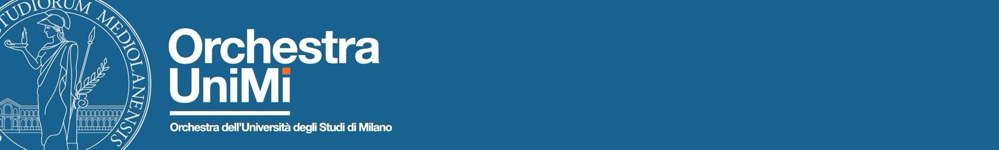 STUDIORUM MEDIOLANENSIS
Orchestra
UniMi
Orchestra dell'Università degli Studi di Milano